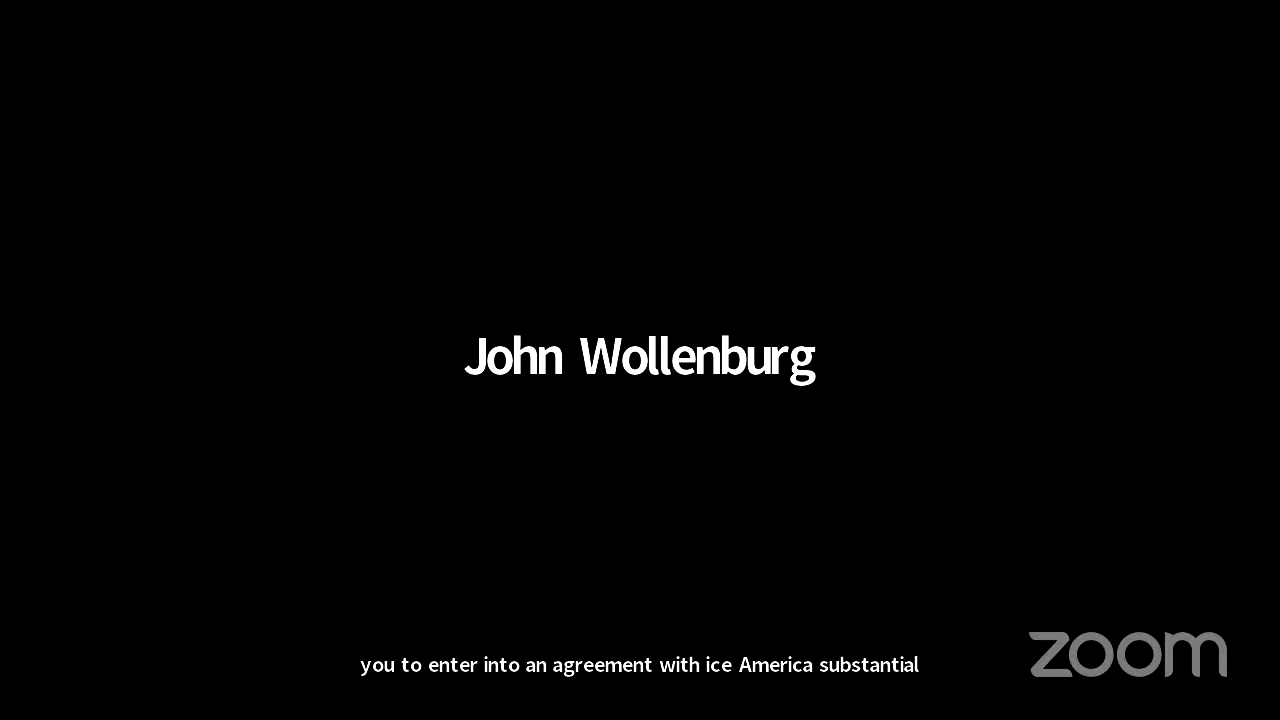 John Wollenburg
you to enter into an agreement with ice America substantial
zoom